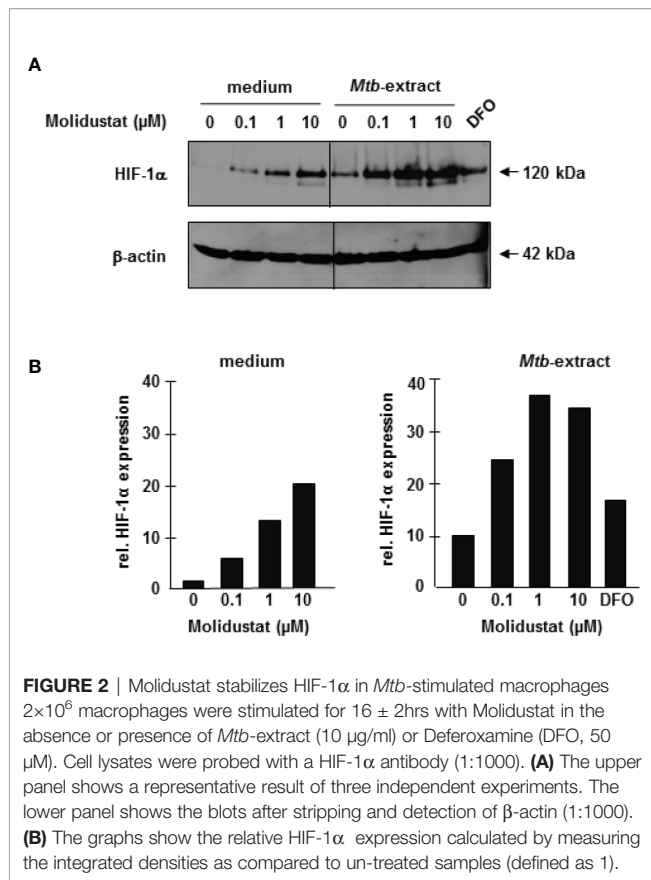 A
medium Mtb-extract
Molidustat (µM) 0 0.1 1 10 0 0.1 1 10 DFO
HIF-1α 120 kDa
β-actin 42 kDa
B
medium
rel. HIF-1α expression
40
30
20
10
0
0 0.1 1 10
Molidustat (µM)
Mtb-extract
rel. HIF-1α expression
40
30
20
10
0
0 0.1 1 10 DFO
Molidustat (µM)
FIGURE 2 | Molidustat stabilizes HIF-1α in Mtb-stimulated macrophages
2×10⁶ macrophages were stimulated for 16 ± 2hrs with Molidustat in the
absence or presence of Mtb-extract (10 µg/ml) or Deferoxamine (DFO, 50
µM). Cell lysates were probed with a HIF-1α antibody (1:1000). (A) The upper
panel shows a representative result of three independent experiments. The
lower panel shows the blots after stripping and detection of β-actin (1:1000).
(B) The graphs show the relative HIF-1α expression calculated by measuring
the integrated densities as compared to un-treated samples (defined as 1).